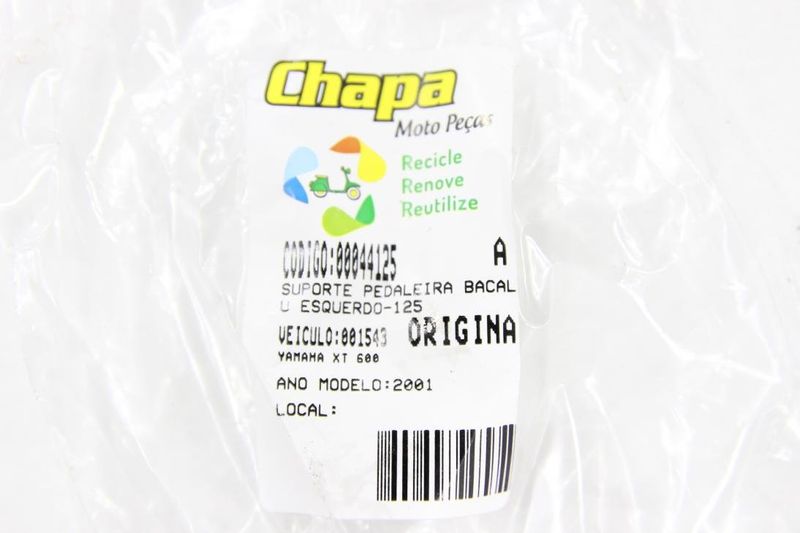 Chapa
Moto Peças
Recicle
Renove
Reutilize
CODIGO:00044125 A
SUPORTE PEDALEIRA BACAL
U ESQUERDO-125
VEICULO:001543 ORIGINA
YAMAHA XT 600
ANO MODELO:2001
LOCAL: